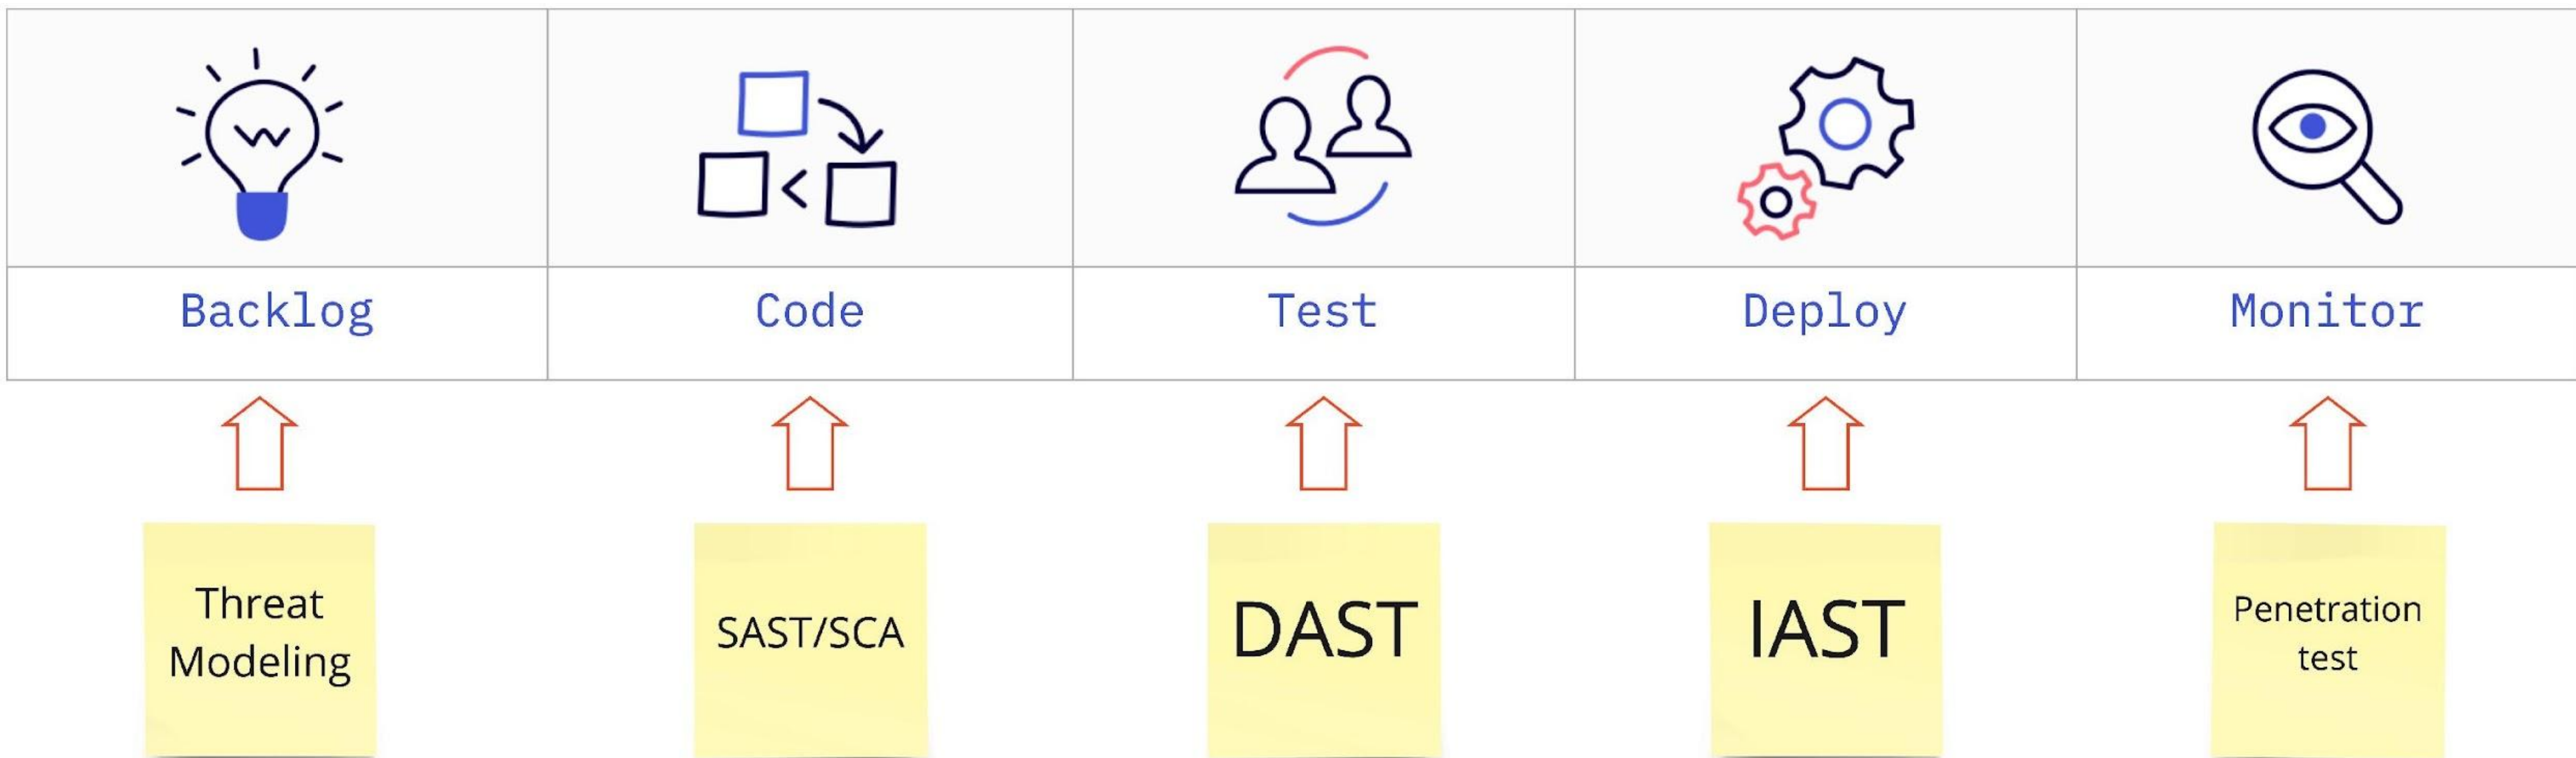 Backlog
Code
Test
Deploy
Monitor
Threat
Modeling
SAST/SCA
DAST
IAST
Penetration
test